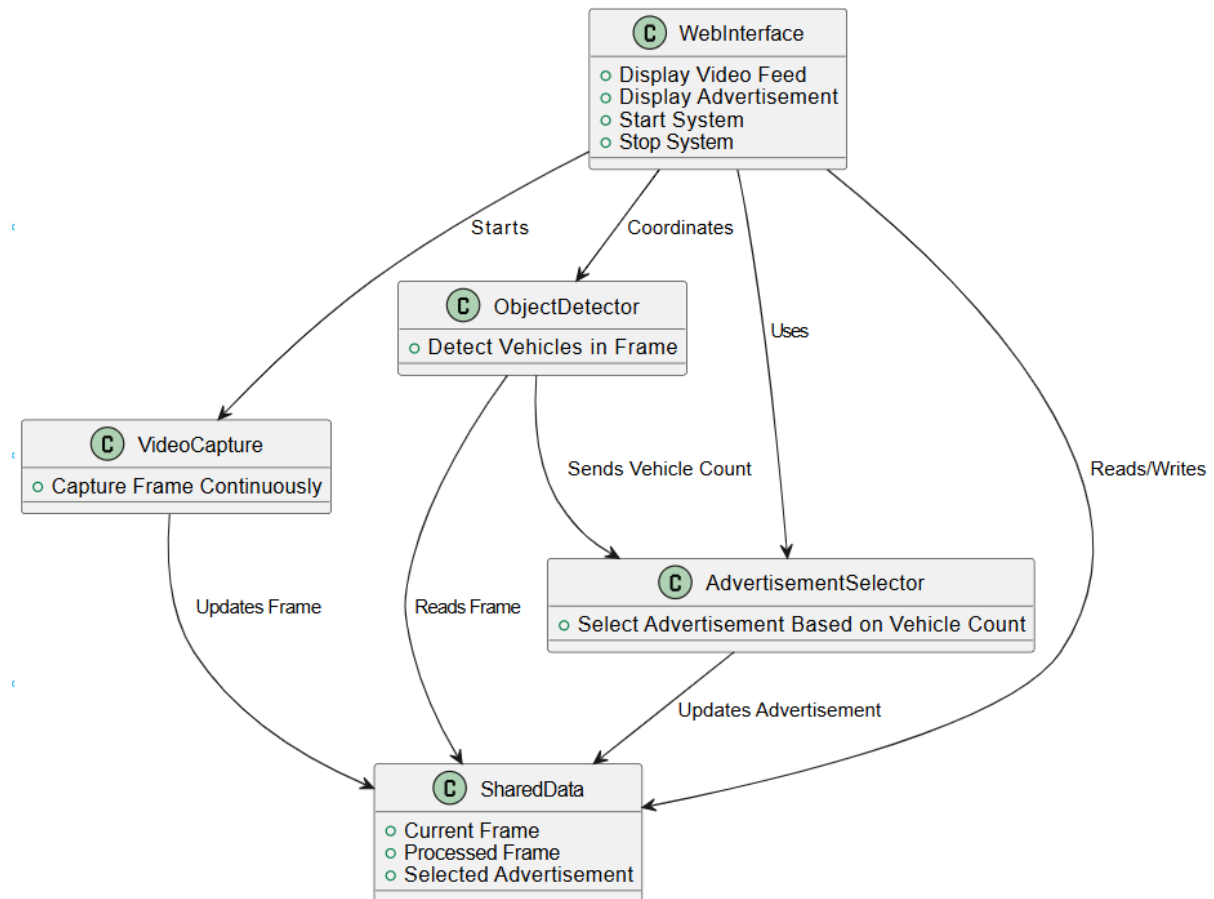 C WebInterface
Display Video Feed
Display Advertisement
Start System
Stop System
Starts
Coordinates
C ObjectDetector
Detect Vehicles in Frame
Uses
C VideoCapture
Capture Frame Continuously
Sends Vehicle Count
Reads/Writes
C AdvertisementSelector
Select Advertisement Based on Vehicle Count
Updates Frame
Reads Frame
Updates Advertisement
C SharedData
Current Frame
Processed Frame
Selected Advertisement